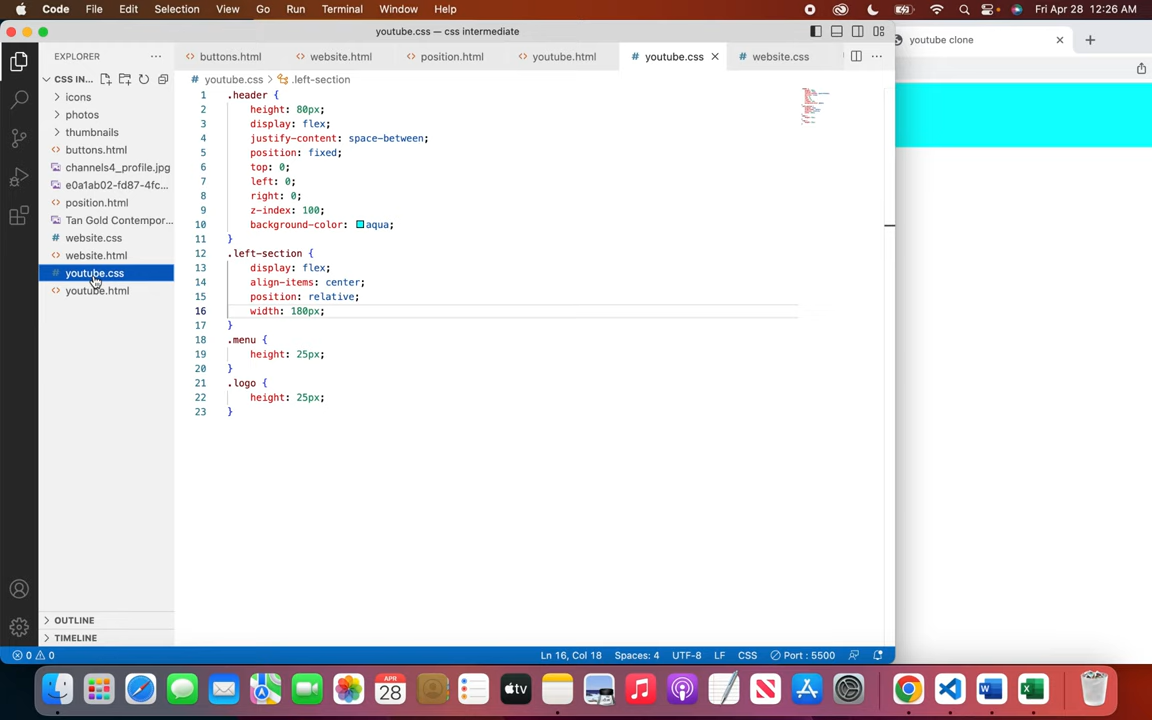 Code File Edit Selection View Go Run Terminal Window Help Fri Apr 28 12:26 AM
youtube.css — css intermediate
youtube clone
EXPLORER
buttons.html website.html position.html youtube.html youtube.css website.css
CSS IN...
# youtube.css > .left-section
icons
photos
thumbnails
buttons.html
channels4_profile.jpg
e0a1ab02-fd87-4fc...
position.html
Tan Gold Contempor...
# website.css
website.html
# youtube.css
youtube.html
1 .header {
2 height: 80px;
3 display: flex;
4 justify-content: space-between;
5 position: fixed;
6 top: 0;
7 left: 0;
8 right: 0;
9 z-index: 100;
10 background-color: aqua;
11 }
12 .left-section {
13 display: flex;
14 align-items: center;
15 position: relative;
16 width: 180px;
17 }
18 .menu {
19 height: 25px;
20 }
21 .logo {
22 height: 25px;
23 }
OUTLINE
TIMELINE
0 0 Ln 16, Col 18 Spaces: 4 UTF-8 LF CSS Port : 5500
APR
28
tv